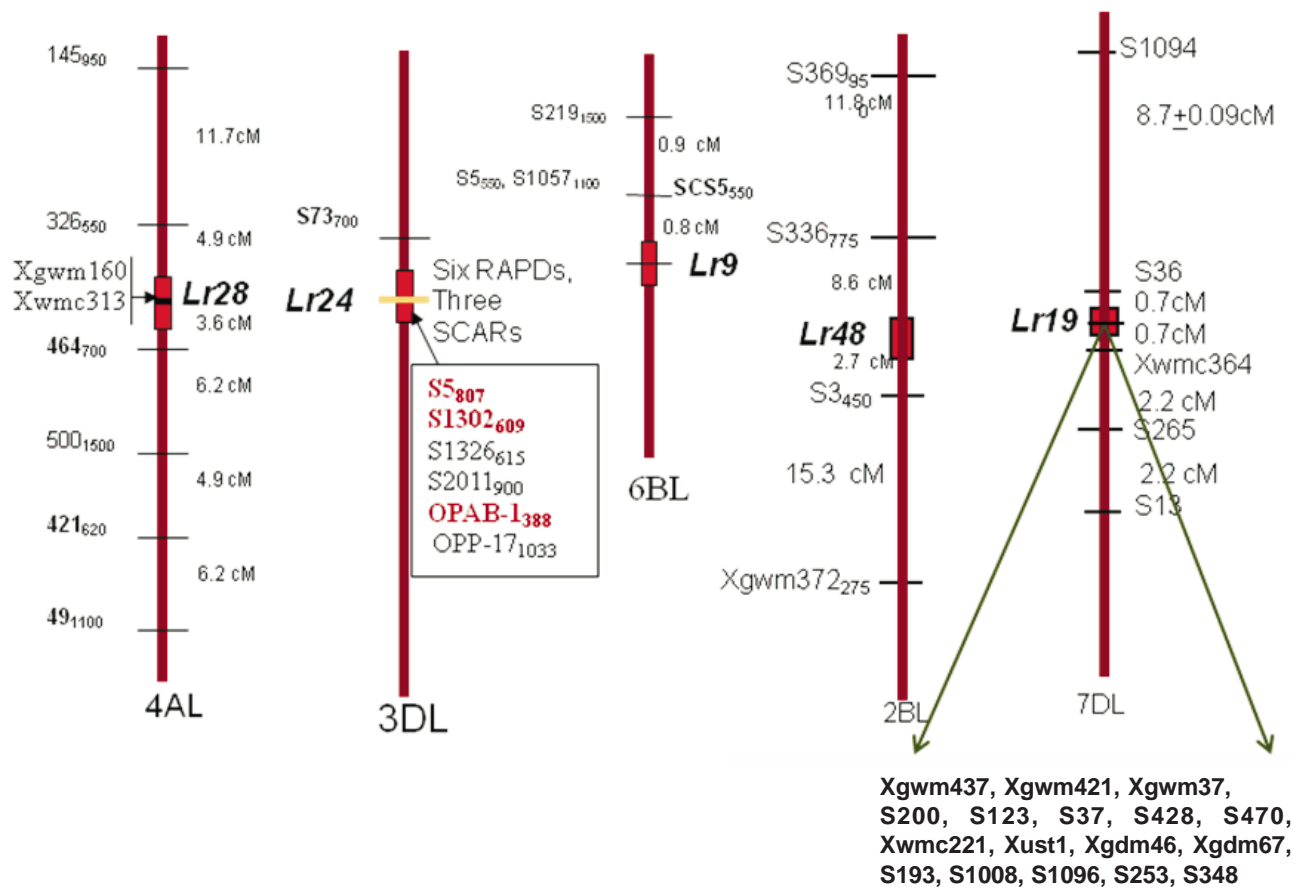 145950
11.7cM
326550
4.9 cM
Xgwm160
Xwmc313
Lr28
3.6 cM
464700
6.2 cM
5001500
4.9 cM
421620
6.2 cM
491100
4AL
S73700
Lr24
Six RAPDs,
Three
SCARs
S5807
S1302609
S1326615
S2011900
OPAB-1388
OPP-171033
3DL
S2191500
0.9 cM
S5550, S10571100
SCS5550
0.8 cM
Lr9
6BL
S36995
0
11.8 cM
S336775
8.6 cM
Lr48
2.7 cM
S3450
15.3 cM
Xgwm372275
2BL
S1094
8.7±0.09cM
S36
0.7cM
Lr19
0.7cM
Xwmc364
2.2 cM
S265
2.2 cM
S13
7DL
Xgwm437, Xgwm421, Xgwm37,
S200, S123, S37, S428, S470,
Xwmc221, Xust1, Xgdm46, Xgdm67,
S193, S1008, S1096, S253, S348